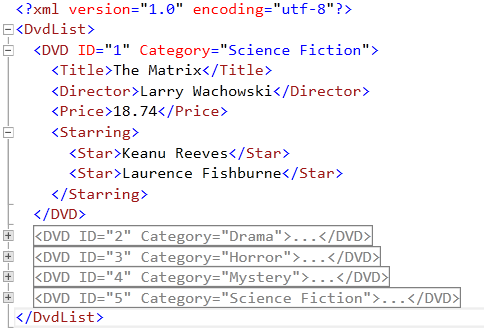 <?xml version="1.0" encoding="utf-8"?>
<DvdList>
<DVD ID="1" Category="Science Fiction">
<Title>The Matrix</Title>
<Director>Larry Wachowski</Director>
<Price>18.74</Price>
<Starring>
<Star>Keanu Reeves</Star>
<Star>Laurence Fishburne</Star>
</Starring>
</DVD>
<DVD ID="2" Category="Drama">...</DVD>
<DVD ID="3" Category="Horror">...</DVD>
<DVD ID="4" Category="Mystery">...</DVD>
<DVD ID="5" Category="Science Fiction">...</DVD>
</DvdList>